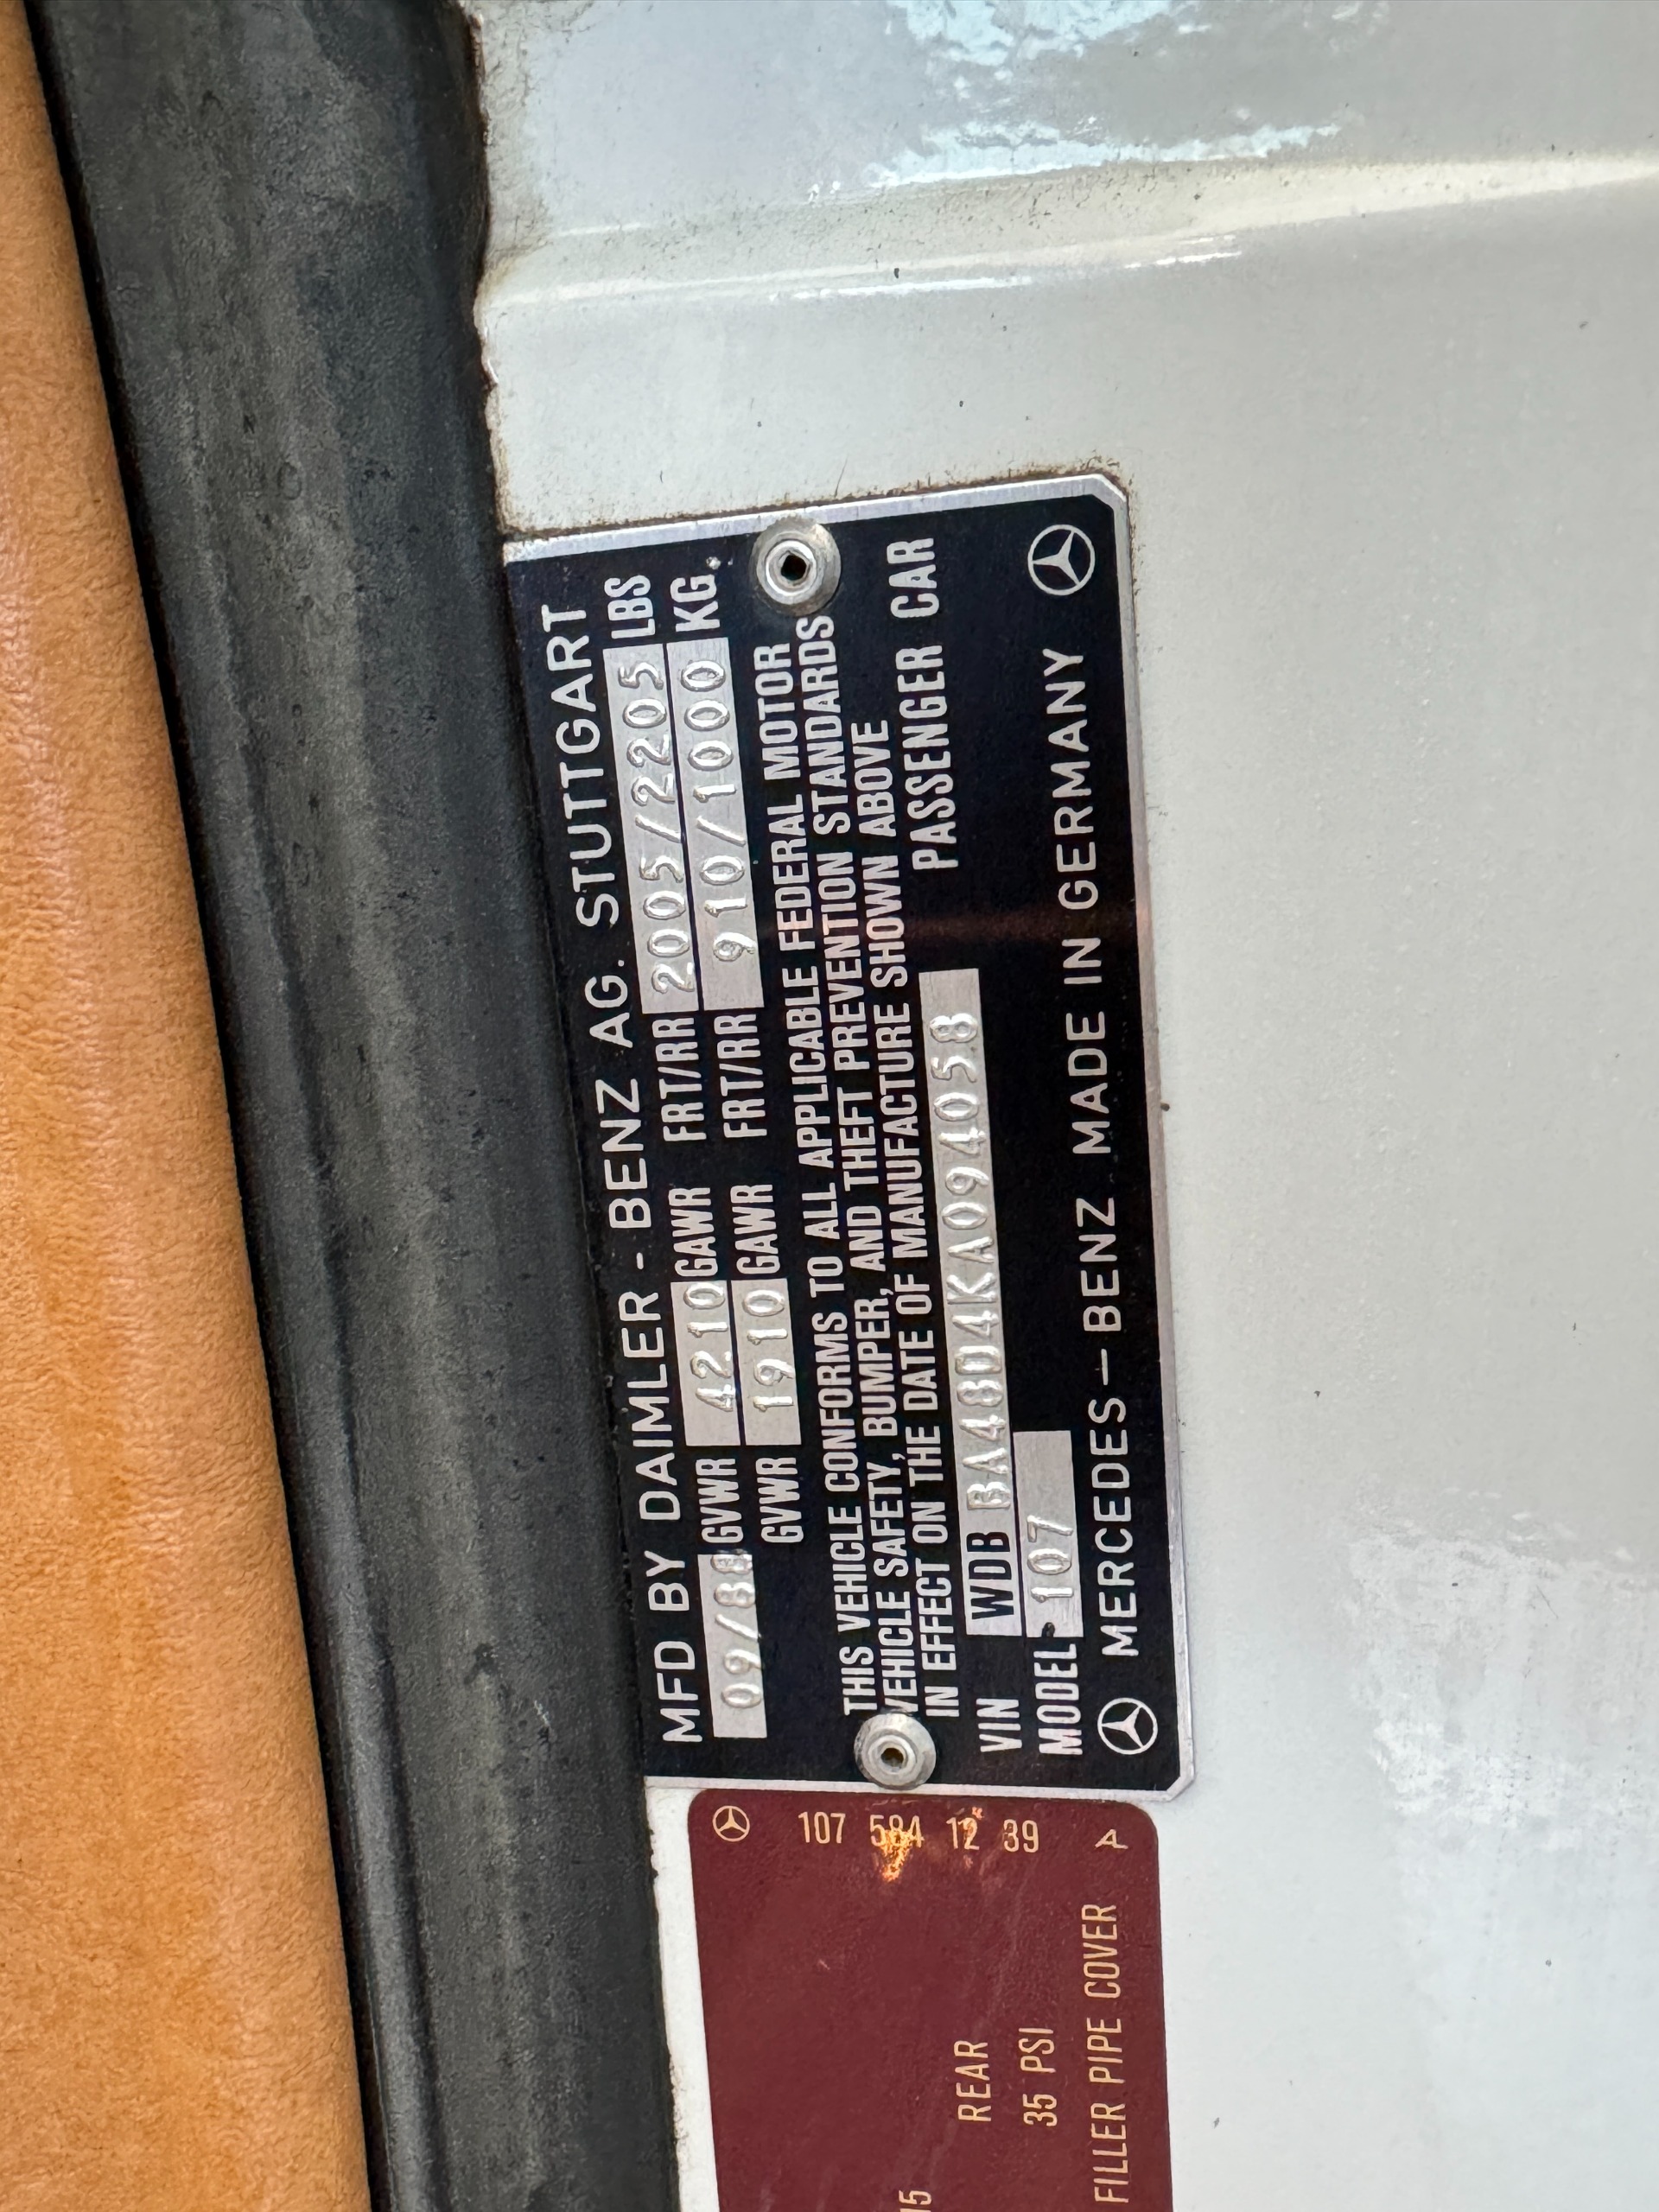 MFD BY DAIMLER - BENZ AG. STUTTGART
09/88 GVWR 4210 GAWR FRT/RR 2005/2205 LBS
GVWR 1910 GAWR FRT/RR 910/1000 KG.
THIS VEHICLE CONFORMS TO ALL APPLICABLE FEDERAL MOTOR
VEHICLE SAFETY, BUMPER, AND THEFT PREVENTION STANDARDS
IN EFFECT ON THE DATE OF MANUFACTURE SHOWN ABOVE
VIN WDB BA48D4KA094058 PASSENGER CAR
MODEL 107
MERCEDES-BENZ MADE IN GERMANY
107 584 12 39 A
REAR
35 PSI
FILLER PIPE COVER